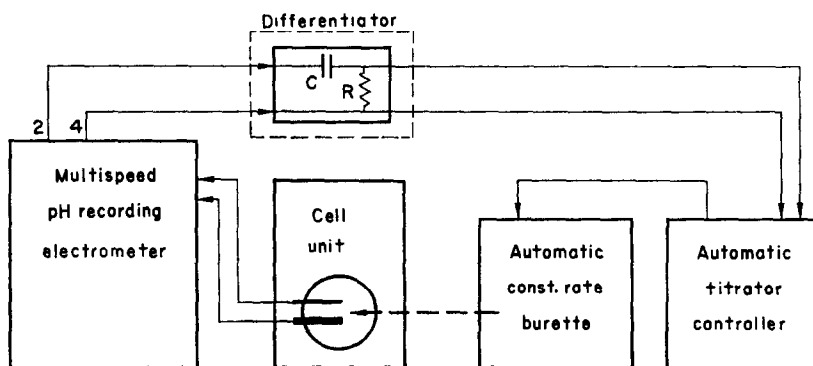 Differentiator
C
R
2 4
Multispeed
pH recording
electrometer
Cell
unit
Automatic
const. rate
burette
Automatic
titrator
controller